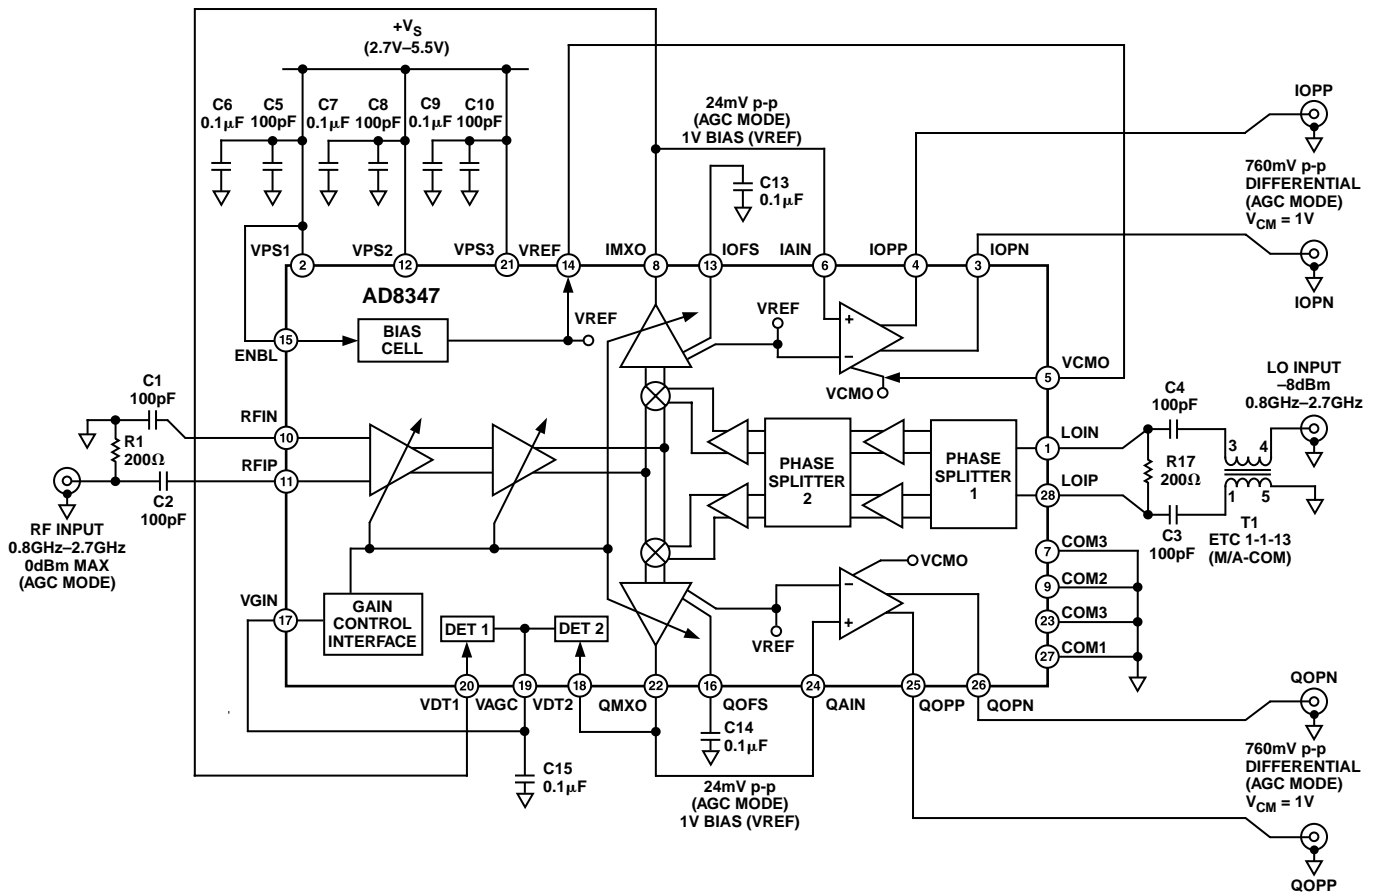 +VS
(2.7V–5.5V)
C6
0.1µF
C5
100pF
C7
0.1µF
C8
100pF
C9
0.1µF
C10
100pF
24mV p-p
(AGC MODE)
1V BIAS (VREF)
C13
0.1µF
IOPP
760mV p-p
DIFFERENTIAL
(AGC MODE)
VCM = 1V
IOPN
VPS1
VPS2
VPS3
VREF
IMXO
IOFS
IAIN
IOPP
IOPN
2
12
21
14
8
13
6
4
3
AD8347
VREF
VREF
+
–
15
ENBL
BIAS
CELL
VCMO
5
VCMO
LO INPUT
–8dBm
0.8GHz–2.7GHz
C1
100pF
R1
200Ω
C2
100pF
RF INPUT
0.8GHz–2.7GHz
0dBm MAX
(AGC MODE)
RFIN
10
RFIP
11
PHASE
SPLITTER
2
PHASE
SPLITTER
1
1
LOIN
28
LOIP
C4
100pF
R17
200Ω
C3
100pF
3
4
1
5
T1
ETC 1-1-13
(M/A-COM)
7
COM3
9
COM2
23
COM3
27
COM1
VCMO
–
+
VREF
VGIN
17
GAIN
CONTROL
INTERFACE
DET 1
DET 2
20
19
18
22
16
24
25
26
VDT1
VAGC
VDT2
QMXO
QOFS
QAIN
QOPP
QOPN
C15
0.1µF
C14
0.1µF
24mV p-p
(AGC MODE)
1V BIAS (VREF)
QOPN
760mV p-p
DIFFERENTIAL
(AGC MODE)
VCM = 1V
QOPP